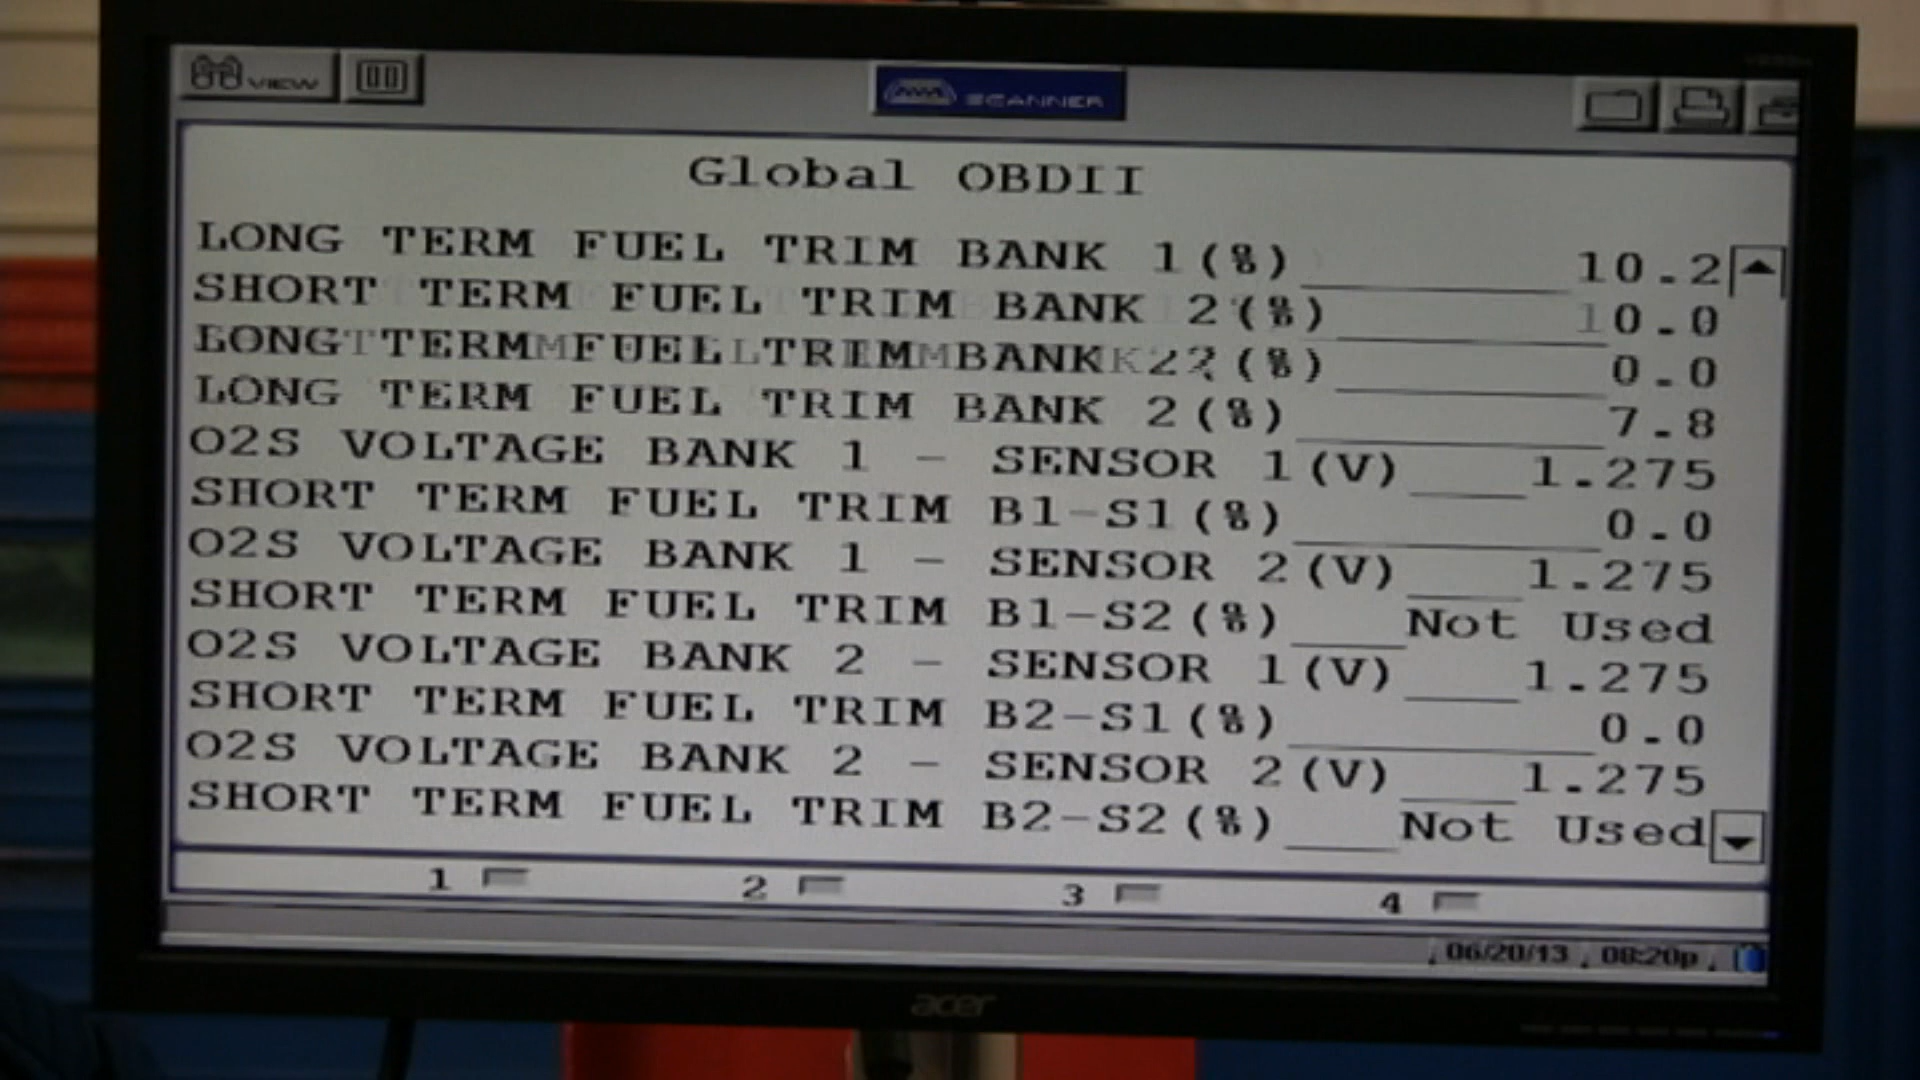 VIEW
SCANNER
Global OBDII
LONG TERM FUEL TRIM BANK 1(%) 10.2
SHORT TERM FUEL TRIM BANK 2(%) 0.0
LONG TERM FUEL TRIM BANK 2(%) 0.0
LONG TERM FUEL TRIM BANK 2(%) 7.8
O2S VOLTAGE BANK 1 - SENSOR 1(V) 1.275
SHORT TERM FUEL TRIM B1-S1(%) 0.0
O2S VOLTAGE BANK 1 - SENSOR 2(V) 1.275
SHORT TERM FUEL TRIM B1-S2(%) Not Used
O2S VOLTAGE BANK 2 - SENSOR 1(V) 1.275
SHORT TERM FUEL TRIM B2-S1(%) 0.0
O2S VOLTAGE BANK 2 - SENSOR 2(V) 1.275
SHORT TERM FUEL TRIM B2-S2(%) Not Used
1 2 3 4
06/20/13 08:20p
acer